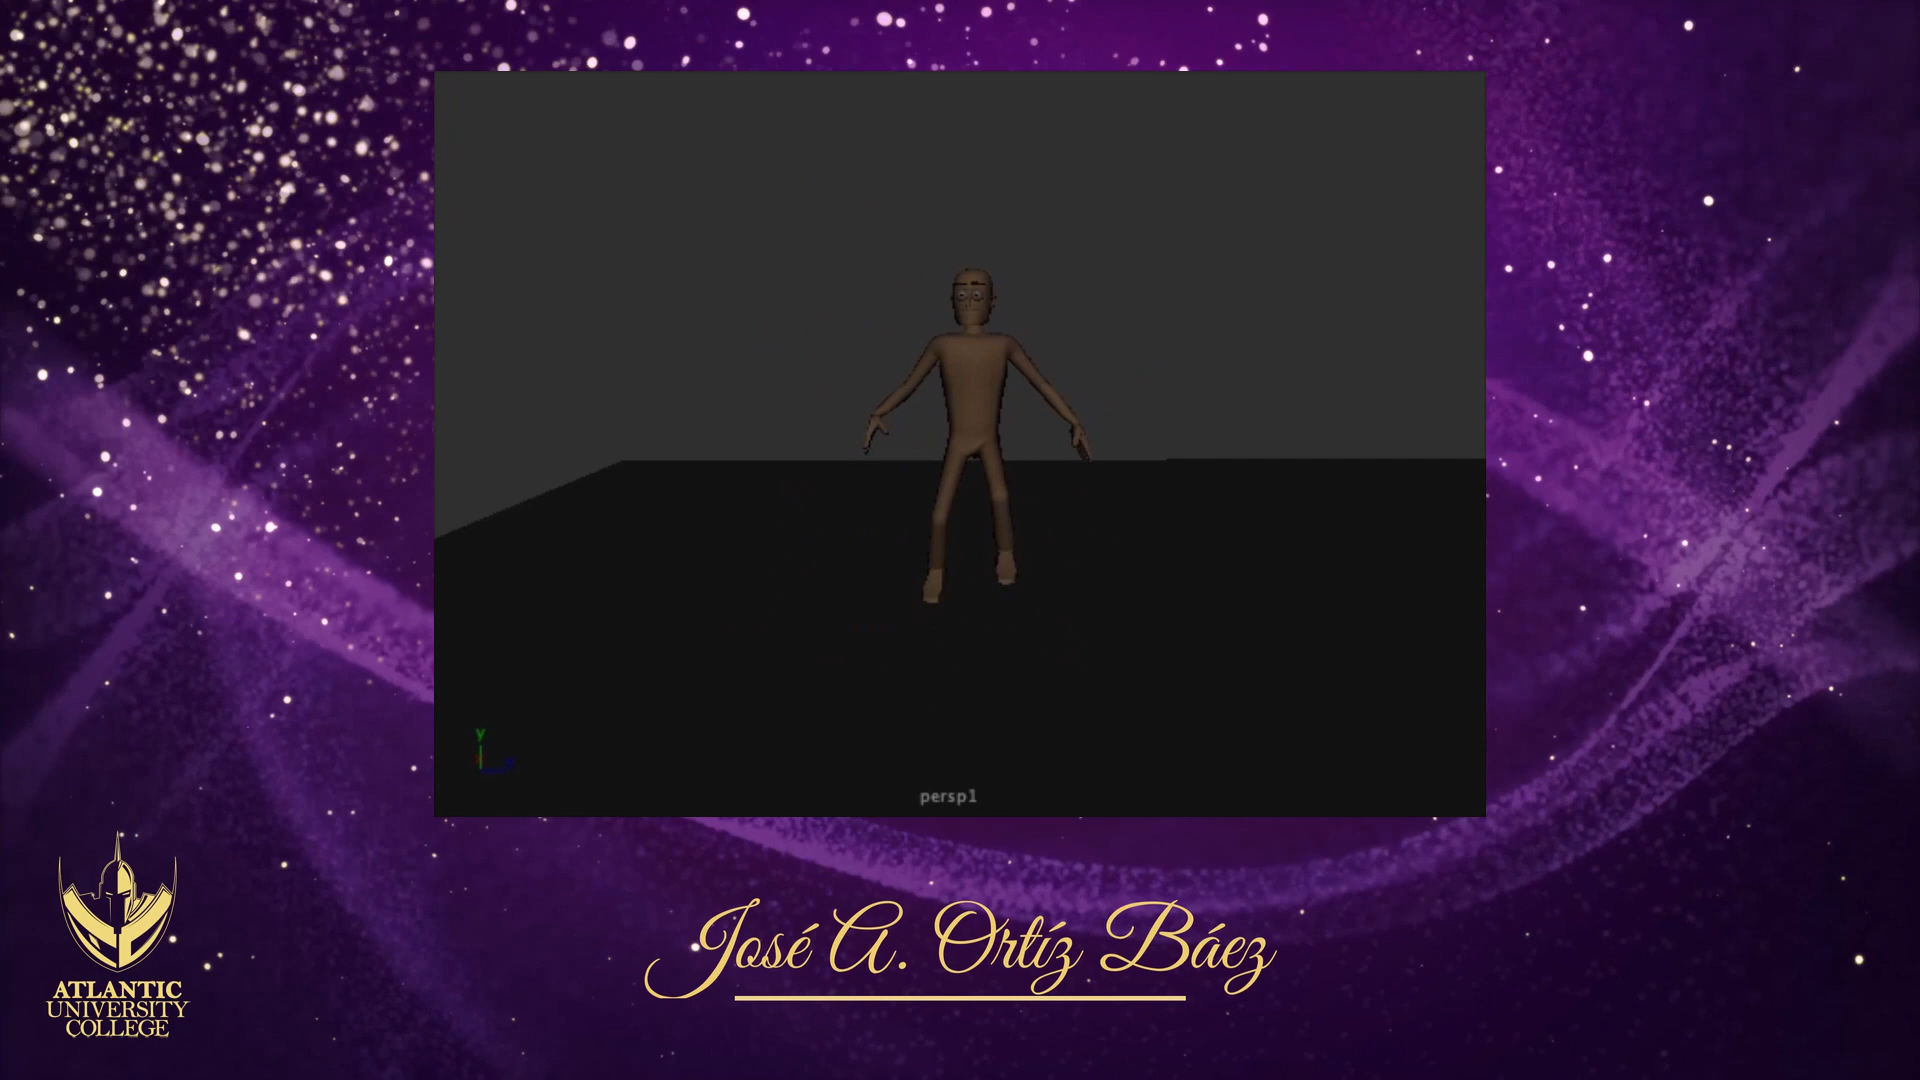 y
persp1
José A. Ortíz Báez
ATLANTIC
UNIVERSITY
COLLEGE